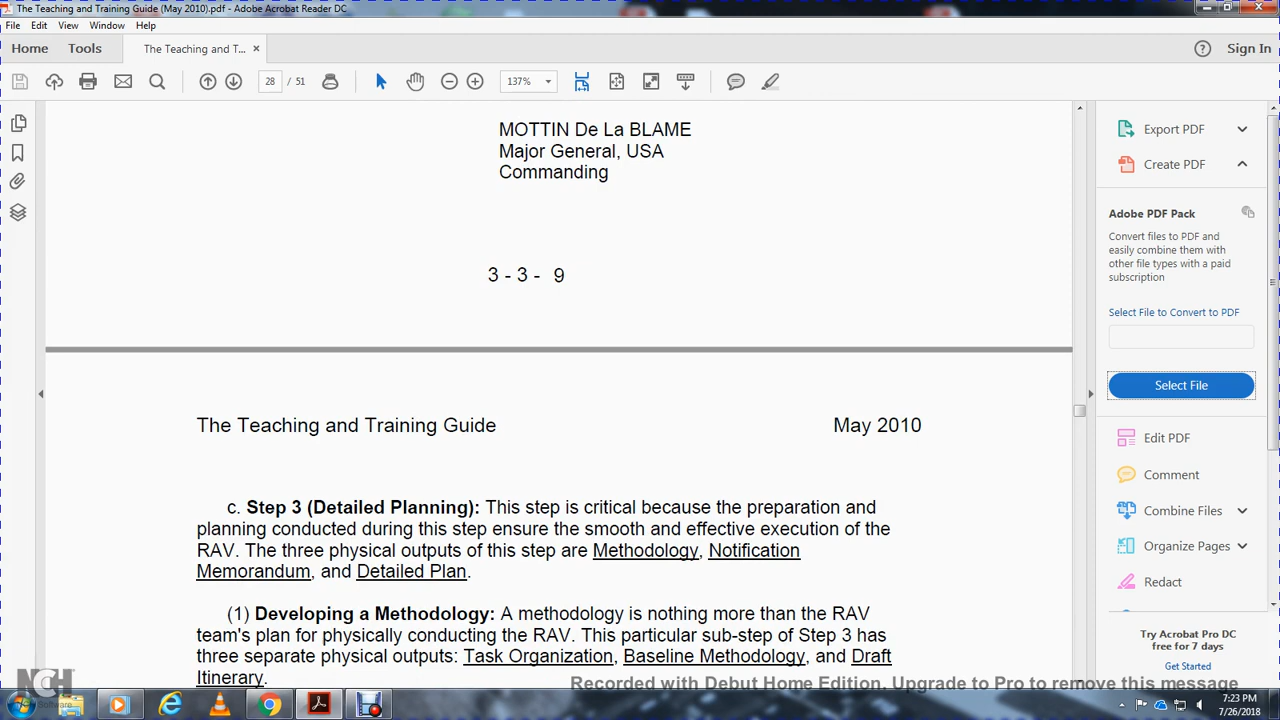 The Teaching and Training Guide (May 2010).pdf - Adobe Acrobat Reader DC
File Edit View Window Help
Home Tools The Teaching and T... × Sign In
28 / 51 137%
MOTTIN De La BLAME
Major General, USA
Commanding
3 - 3 - 9
The Teaching and Training Guide May 2010
c. Step 3 (Detailed Planning): This step is critical because the preparation and
planning conducted during this step ensure the smooth and effective execution of the
RAV. The three physical outputs of this step are Methodology, Notification
Memorandum, and Detailed Plan.
(1) Developing a Methodology: A methodology is nothing more than the RAV
team's plan for physically conducting the RAV. This particular sub-step of Step 3 has
three separate physical outputs: Task Organization, Baseline Methodology, and Draft
Itinerary.
Export PDF
Create PDF
Adobe PDF Pack
Convert files to PDF and
easily combine them with
other file types with a paid
subscription
Select File to Convert to PDF
Select File
Edit PDF
Comment
Combine Files
Organize Pages
Redact
Try Acrobat Pro DC
free for 7 days
Get Started
NCH
Software
Recorded with Debut Home Edition. Upgrade to Pro to remove this message
7:23 PM
7/26/2018